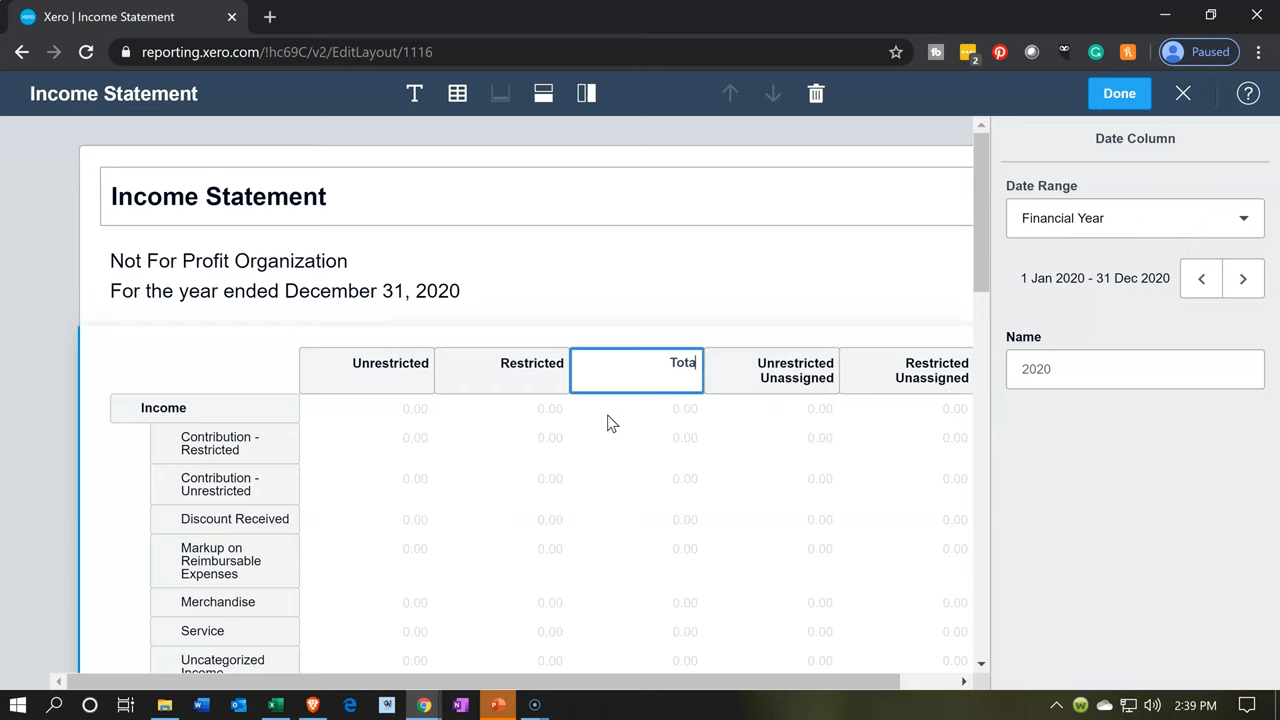 Xero | Income Statement
reporting.xero.com/!hc69C/v2/EditLayout/1116
2
Paused
Income Statement
Done
Date Column
Date Range
Financial Year
1 Jan 2020 - 31 Dec 2020
Name
2020
Income Statement
Not For Profit Organization
For the year ended December 31, 2020
Unrestricted Restricted Tota Unrestricted Unassigned Restricted Unassigned
Income 0.00 0.00 0.00 0.00 0.00
Contribution - Restricted 0.00 0.00 0.00 0.00 0.00
Contribution - Unrestricted 0.00 0.00 0.00 0.00 0.00
Discount Received 0.00 0.00 0.00 0.00 0.00
Markup on Reimbursable Expenses 0.00 0.00 0.00 0.00 0.00
Merchandise 0.00 0.00 0.00 0.00 0.00
Service 0.00 0.00 0.00 0.00 0.00
Uncategorized Income 0.00 0.00 0.00 0.00 0.00
2:39 PM